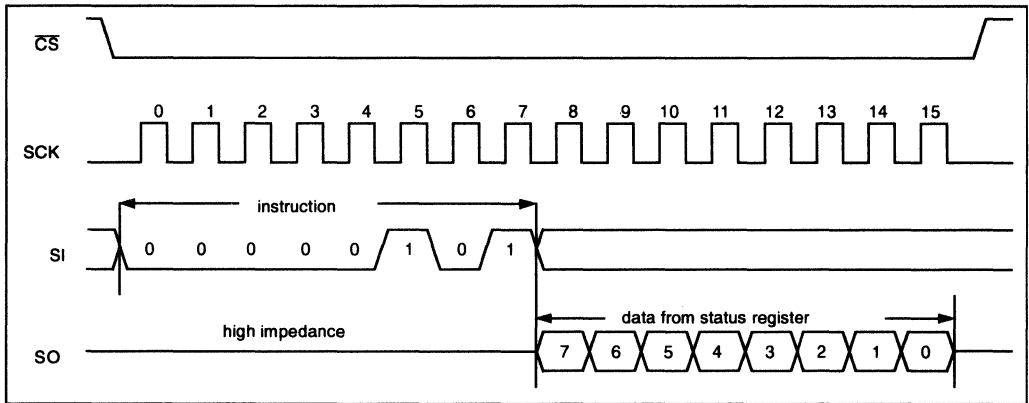 CS
0 1 2 3 4 5 6 7 8 9 10 11 12 13 14 15
SCK
instruction
SI 0 0 0 0 0 1 0 1
high impedance
data from status register
SO 7 6 5 4 3 2 1 0